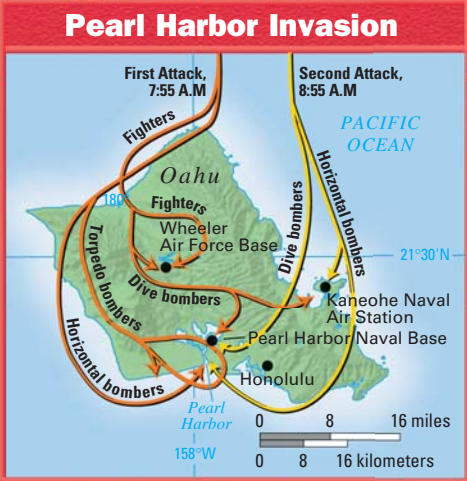 Pearl Harbor Invasion
First Attack,
7:55 A.M
Second Attack,
8:55 A.M
PACIFIC
OCEAN
Fighters
Oahu
180°
Fighters
Wheeler
Air Force Base
Horizontal bombers
Dive bombers
21°30'N
Torpedo bombers
Dive bombers
Kaneohe Naval
Air Station
Pearl Harbor Naval Base
Horizontal bombers
Honolulu
Pearl
Harbor
158°W
0 8 16 miles
0 8 16 kilometers